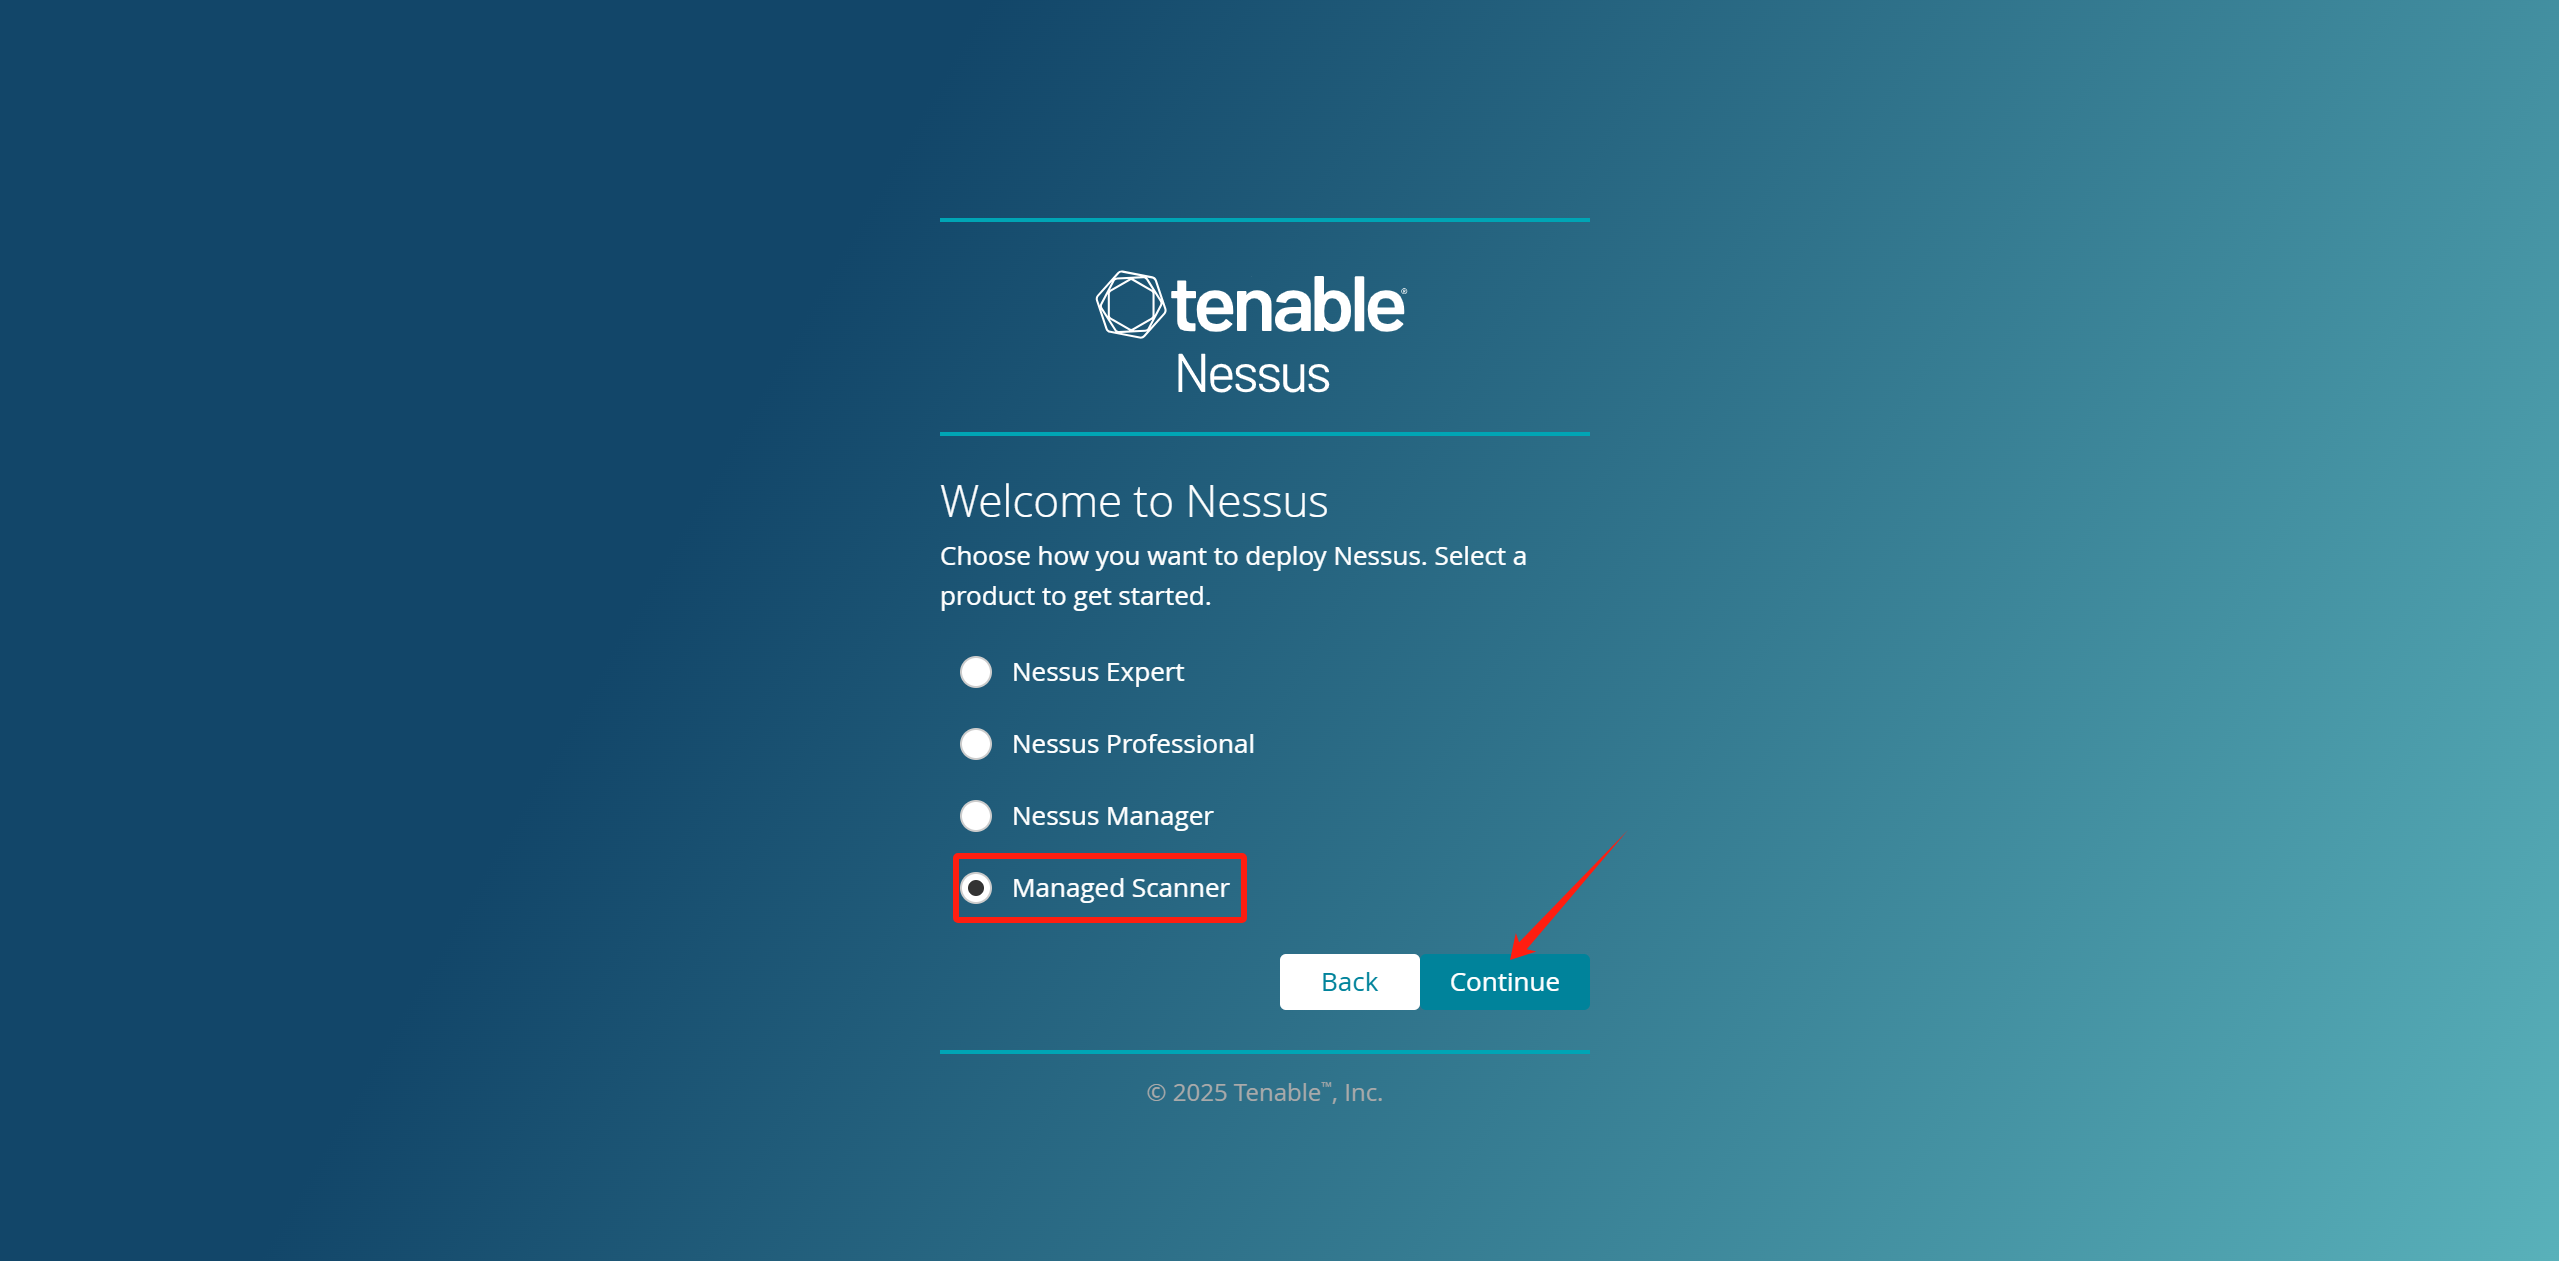 tenable®
Nessus
Welcome to Nessus
Choose how you want to deploy Nessus. Select a
product to get started.
Nessus Expert
Nessus Professional
Nessus Manager
Managed Scanner
Back
Continue
© 2025 Tenable™, Inc.